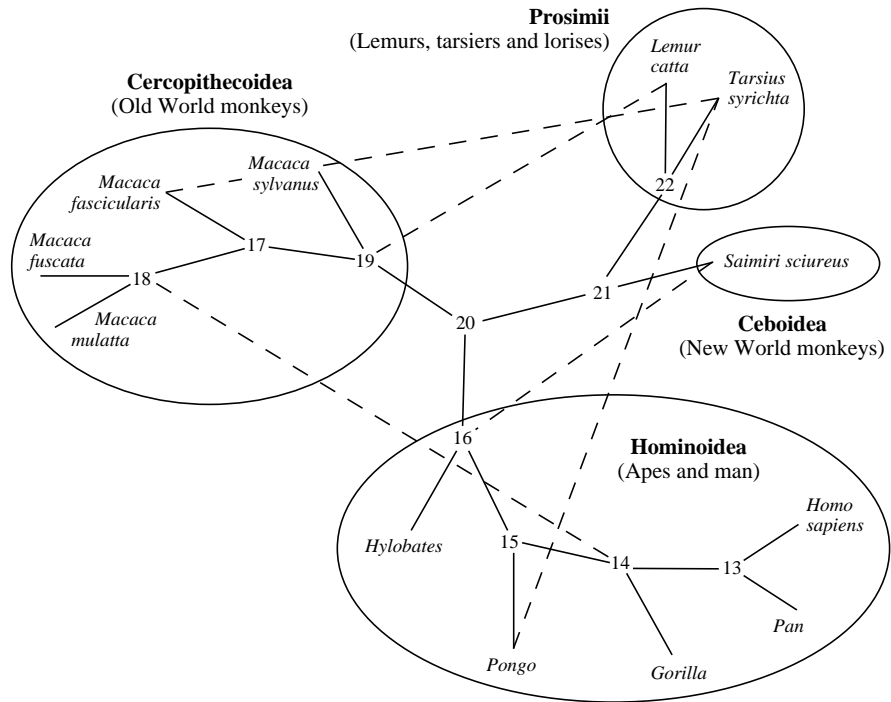 Prosimii
(Lemurs, tarsiers and lorises)
Lemur
catta
Tarsius
syrichta
22
Cercopithecoidea
(Old World monkeys)
Macaca
sylvanus
Macaca
fascicularis
17
19
Macaca
fuscata
18
Macaca
mulatta
21
Saimiri sciureus
20
Ceboidea
(New World monkeys)
16
Hominoidea
(Apes and man)
Homo
sapiens
Hylobates
15
14
13
Pan
Pongo
Gorilla